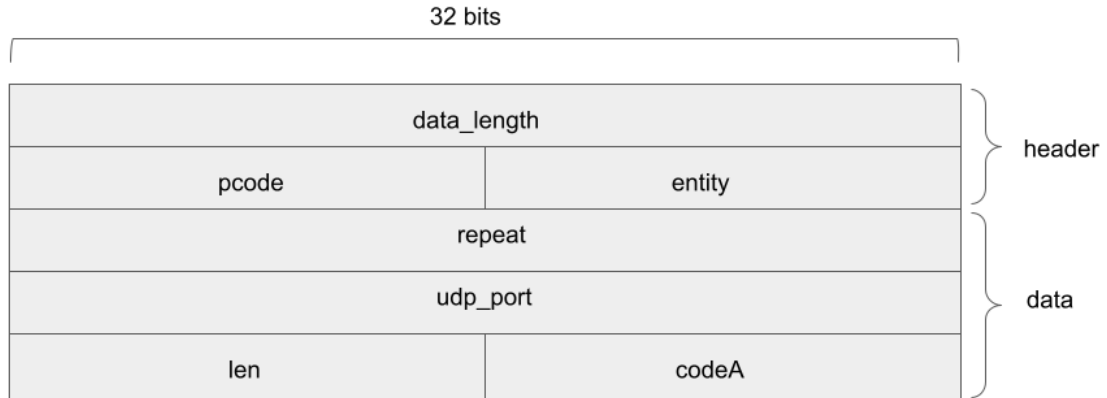 32 bits
data_length
header
pcode entity
repeat
udp_port
data
len codeA